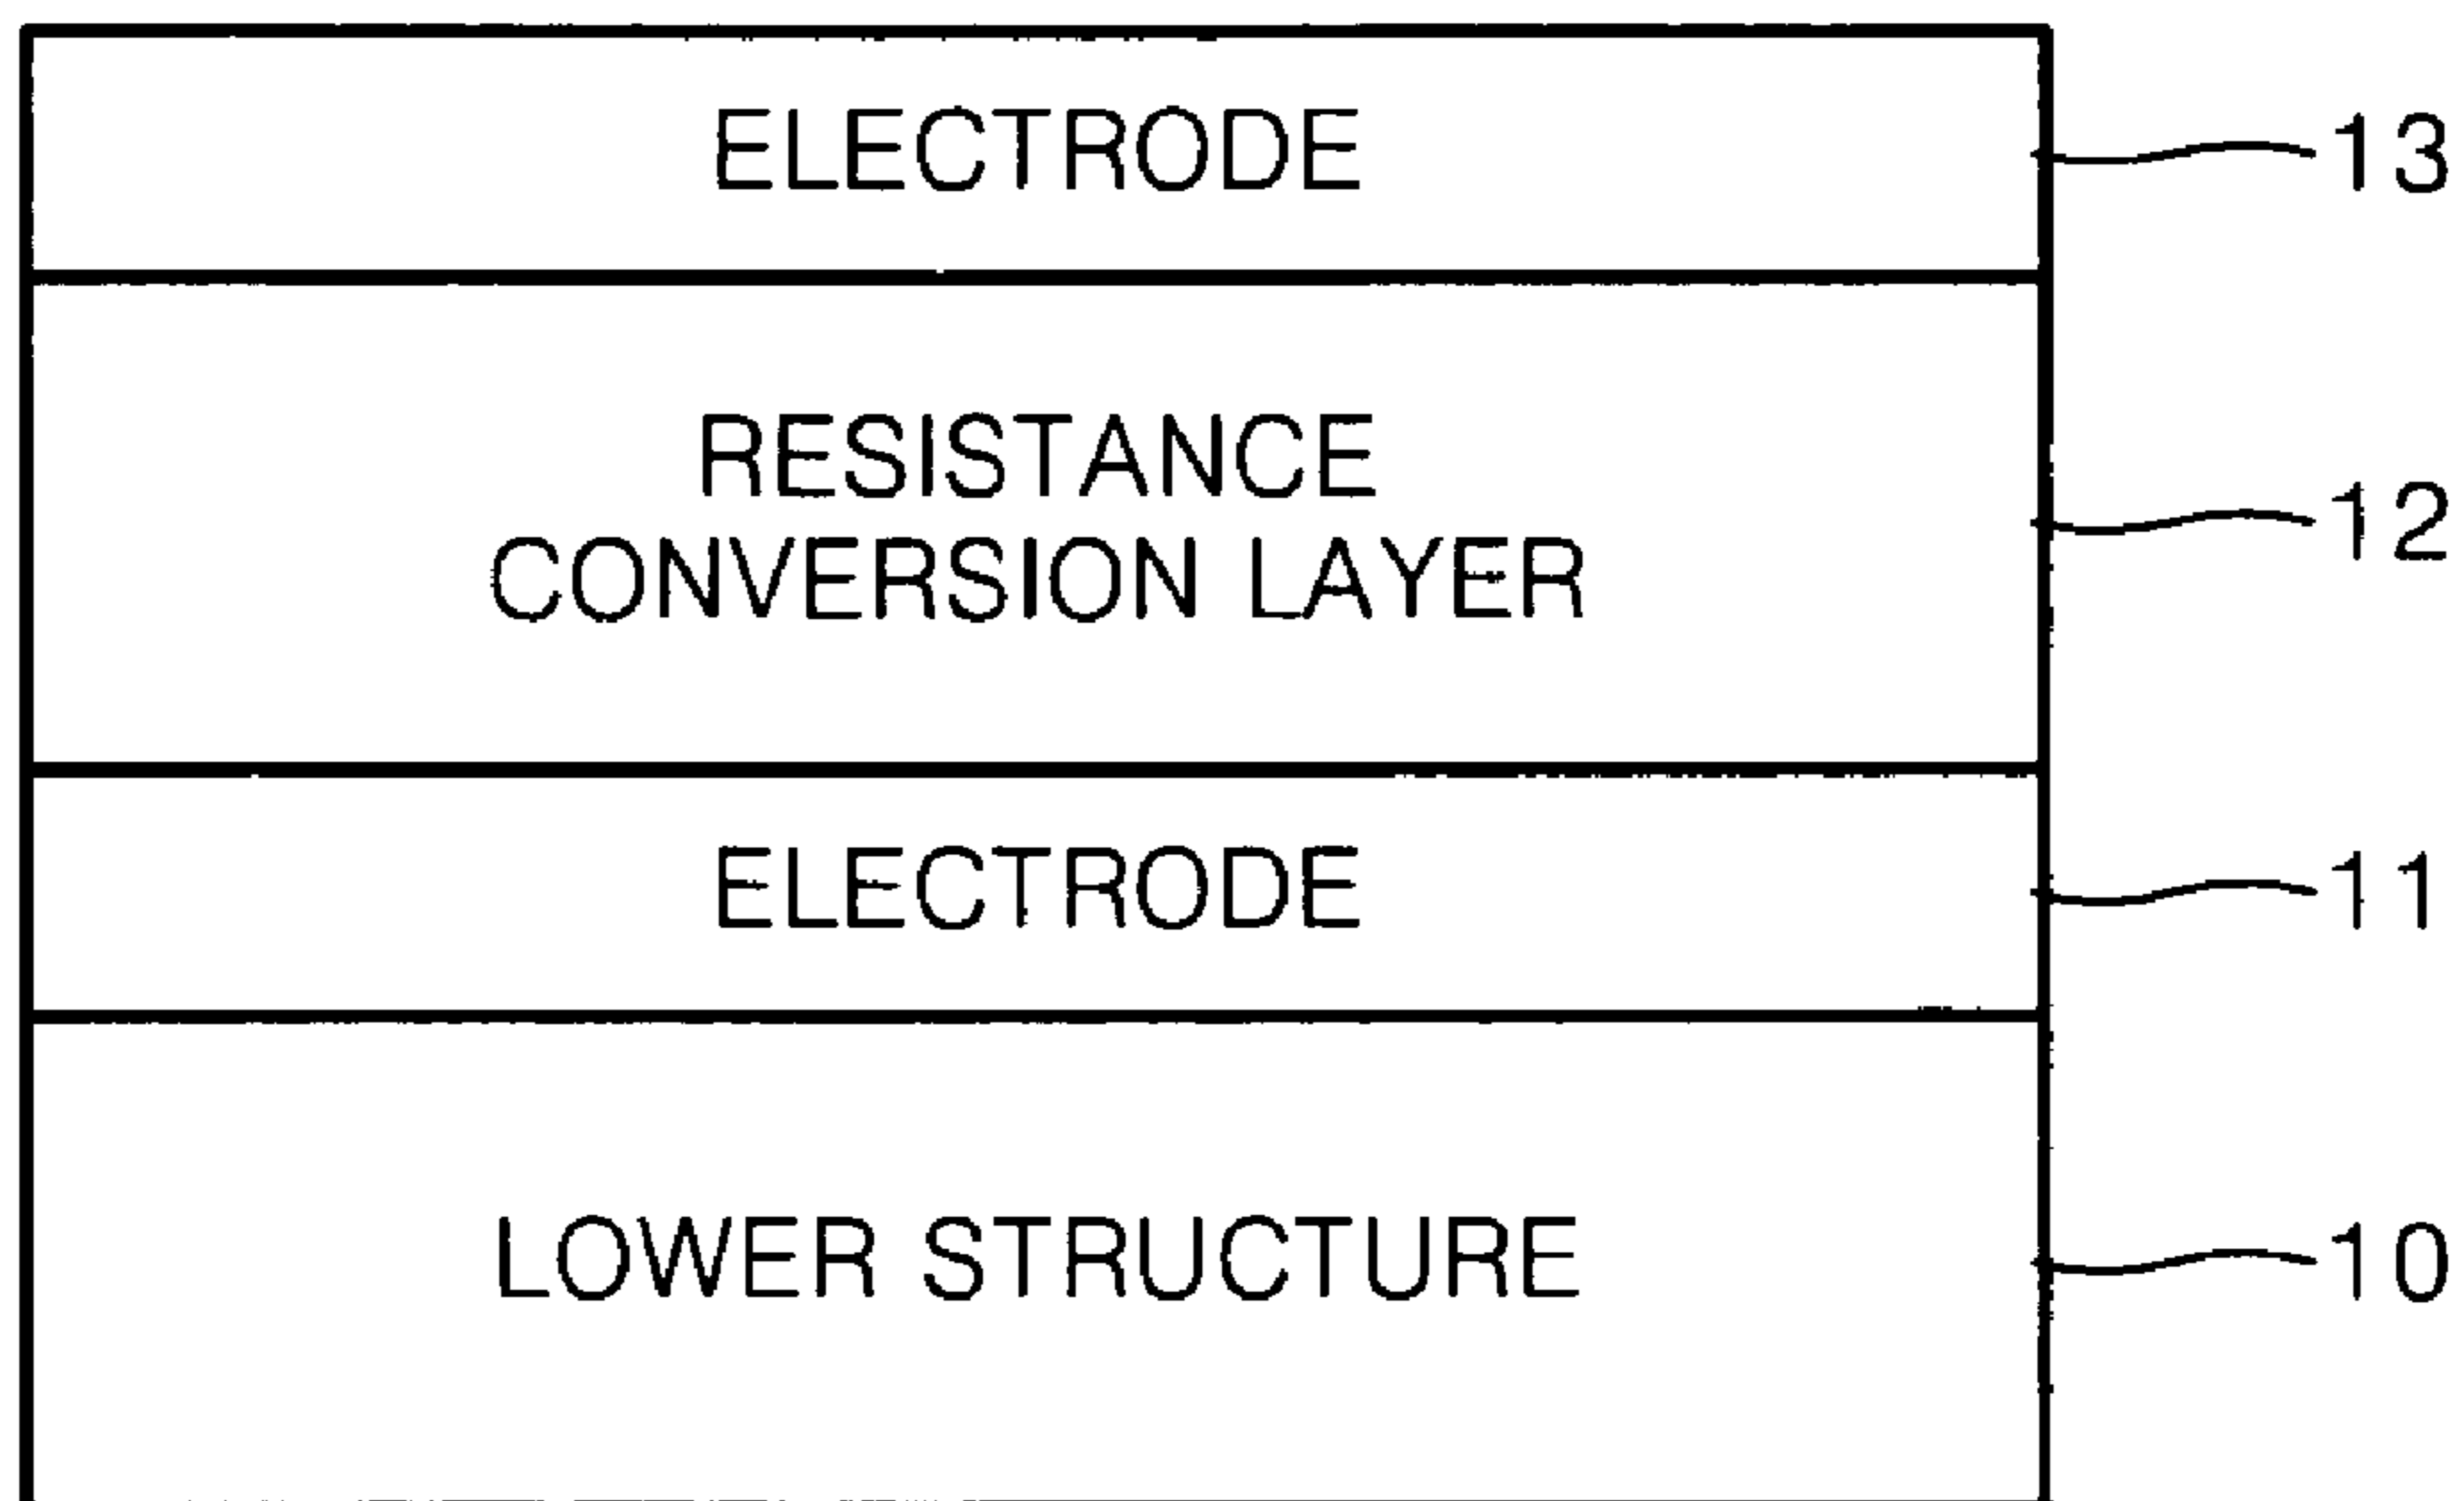 ELECTRODE 13
RESISTANCE
CONVERSION LAYER 12
ELECTRODE 11
LOWER STRUCTURE 10